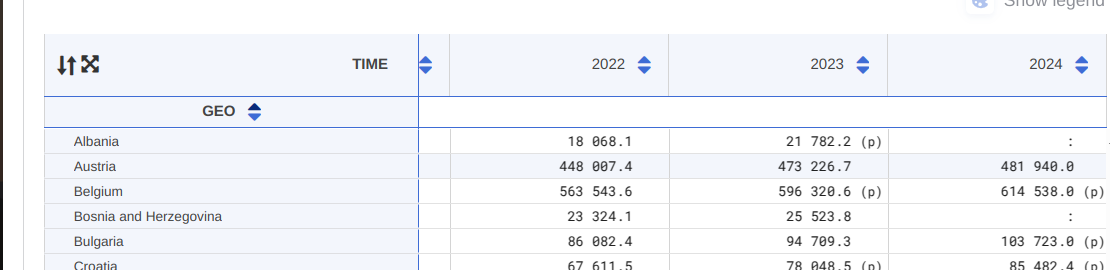 Show legend
TIME 2022 2023 2024
GEO
Albania 18 068.1 21 782.2 (p) :
Austria 448 007.4 473 226.7 481 940.0
Belgium 563 543.6 596 320.6 (p) 614 538.0 (p)
Bosnia and Herzegovina 23 324.1 25 523.8 :
Bulgaria 86 082.4 94 709.3 103 723.0 (p)
Croatia 67 611.5 78 048.5 (p) 85 482.4 (p)